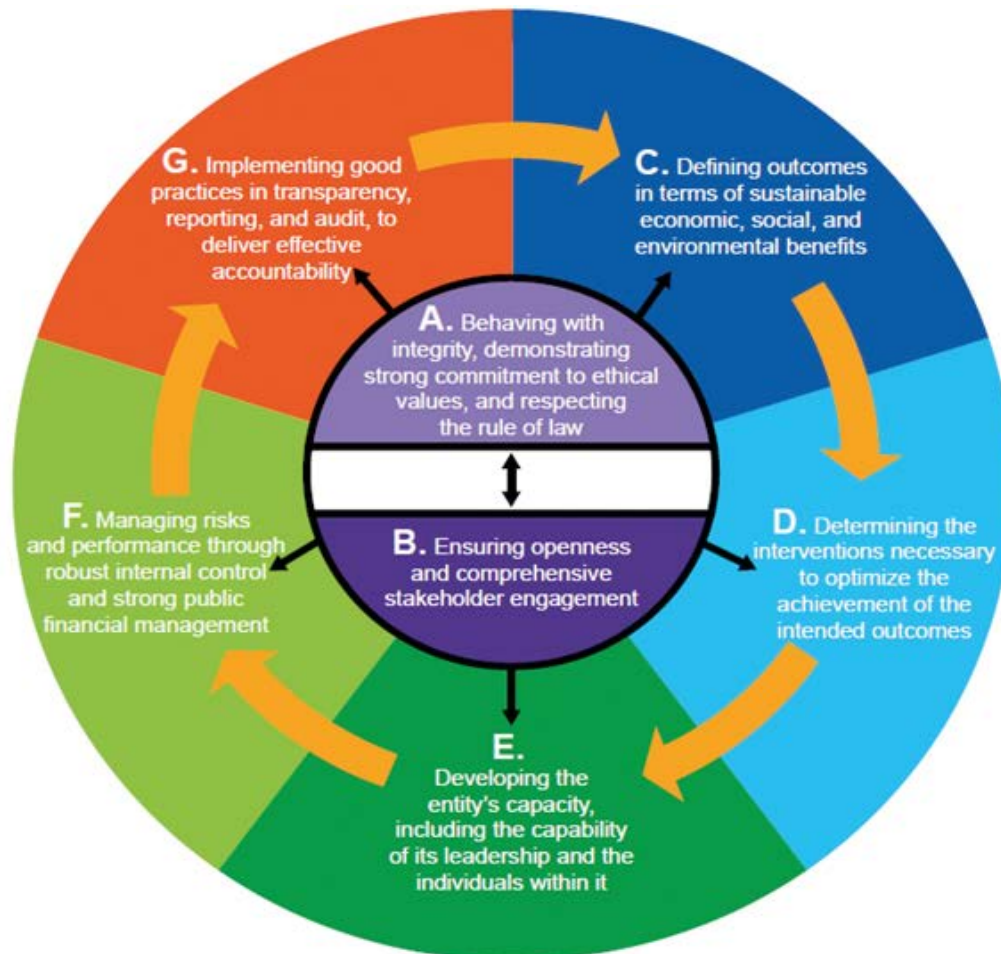 A. Behaving with
integrity, demonstrating
strong commitment to ethical
values, and respecting
the rule of law
B. Ensuring openness
and comprehensive
stakeholder engagement
C. Defining outcomes
in terms of sustainable
economic, social, and
environmental benefits
D. Determining the
interventions necessary
to optimize the
achievement of the
intended outcomes
E.
Developing the
entity's capacity,
including the capability
of its leadership and the
individuals within it
F. Managing risks
and performance through
robust internal control
and strong public
financial management
G. Implementing good
practices in transparency,
reporting, and audit, to
deliver effective
accountability